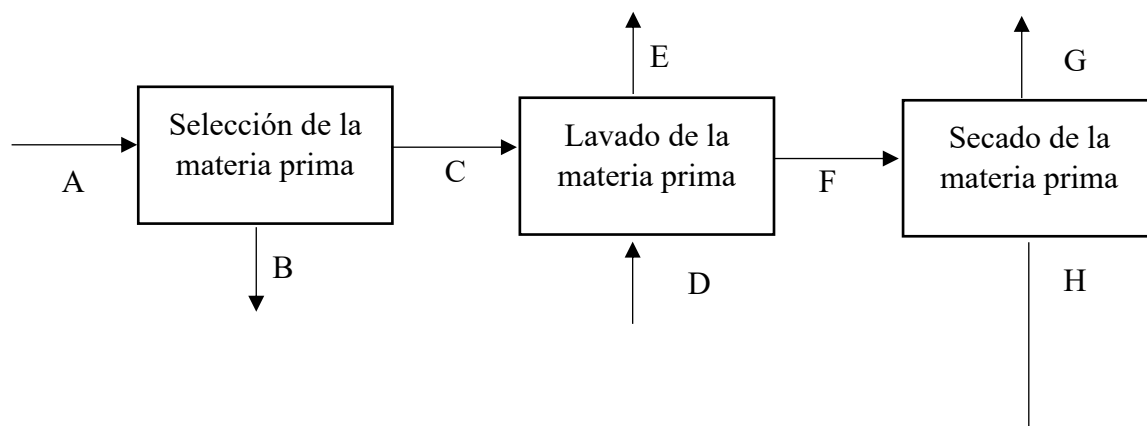 E
G
Selección de la
materia prima
Lavado de la
materia prima
Secado de la
materia prima
A
C
F
B
D
H